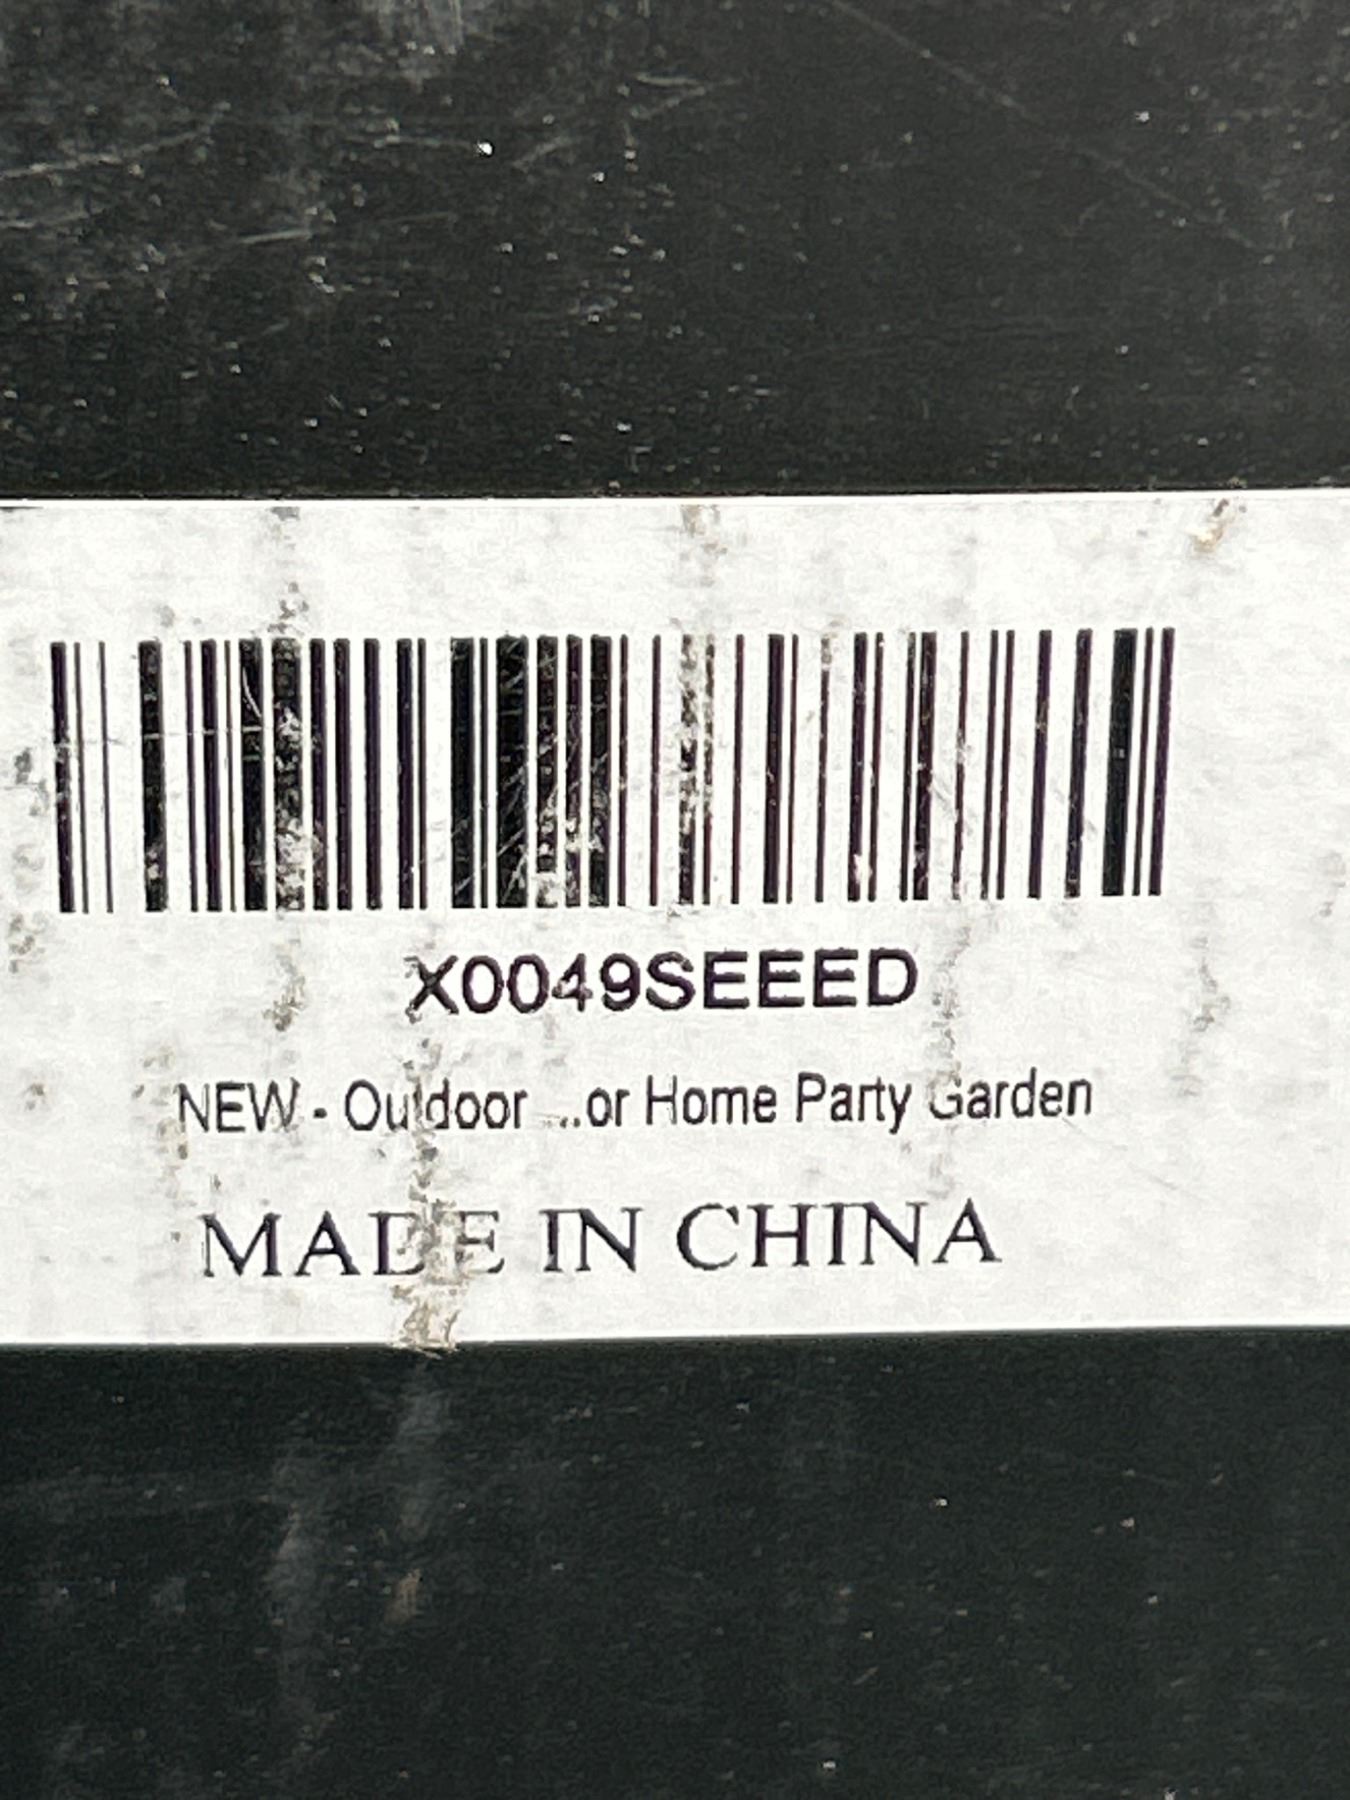 X0049SEEED
NEW - Outdoor ...or Home Party Garden
MADE IN CHINA